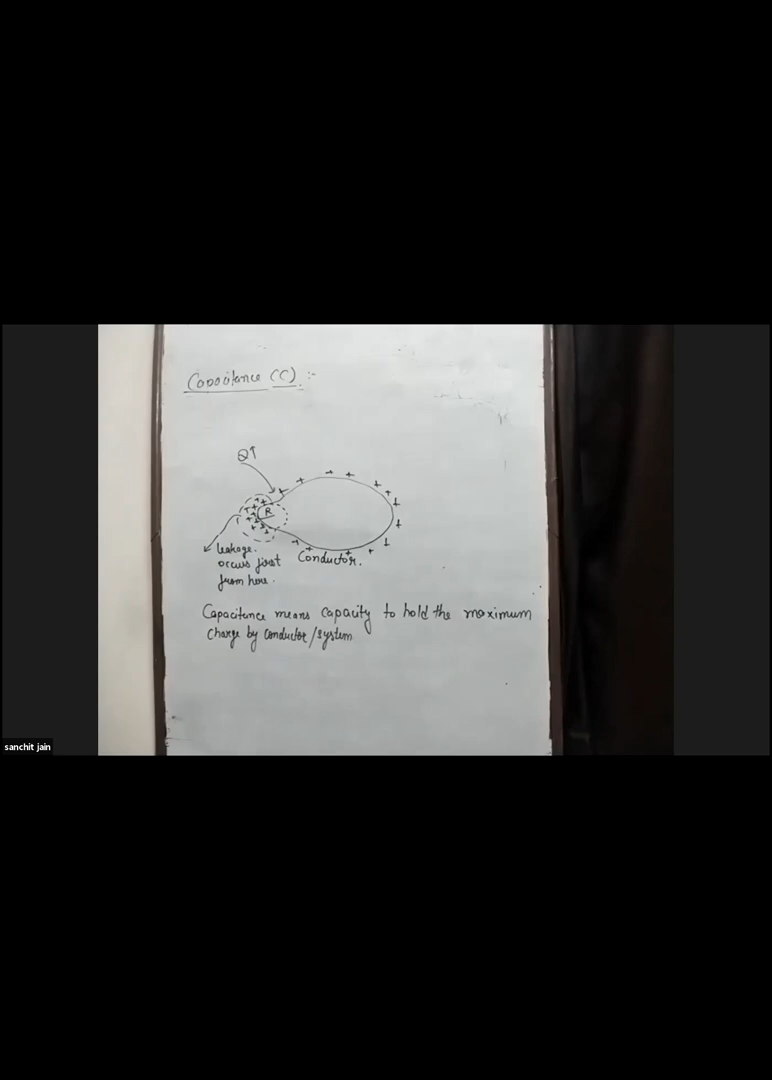 Capacitance (C) :-
Q↑
R
leakage.
occurs first
from here.
Conductor.
Capacitance means capacity to hold the maximum
charge by conductor/system
sanchit jain